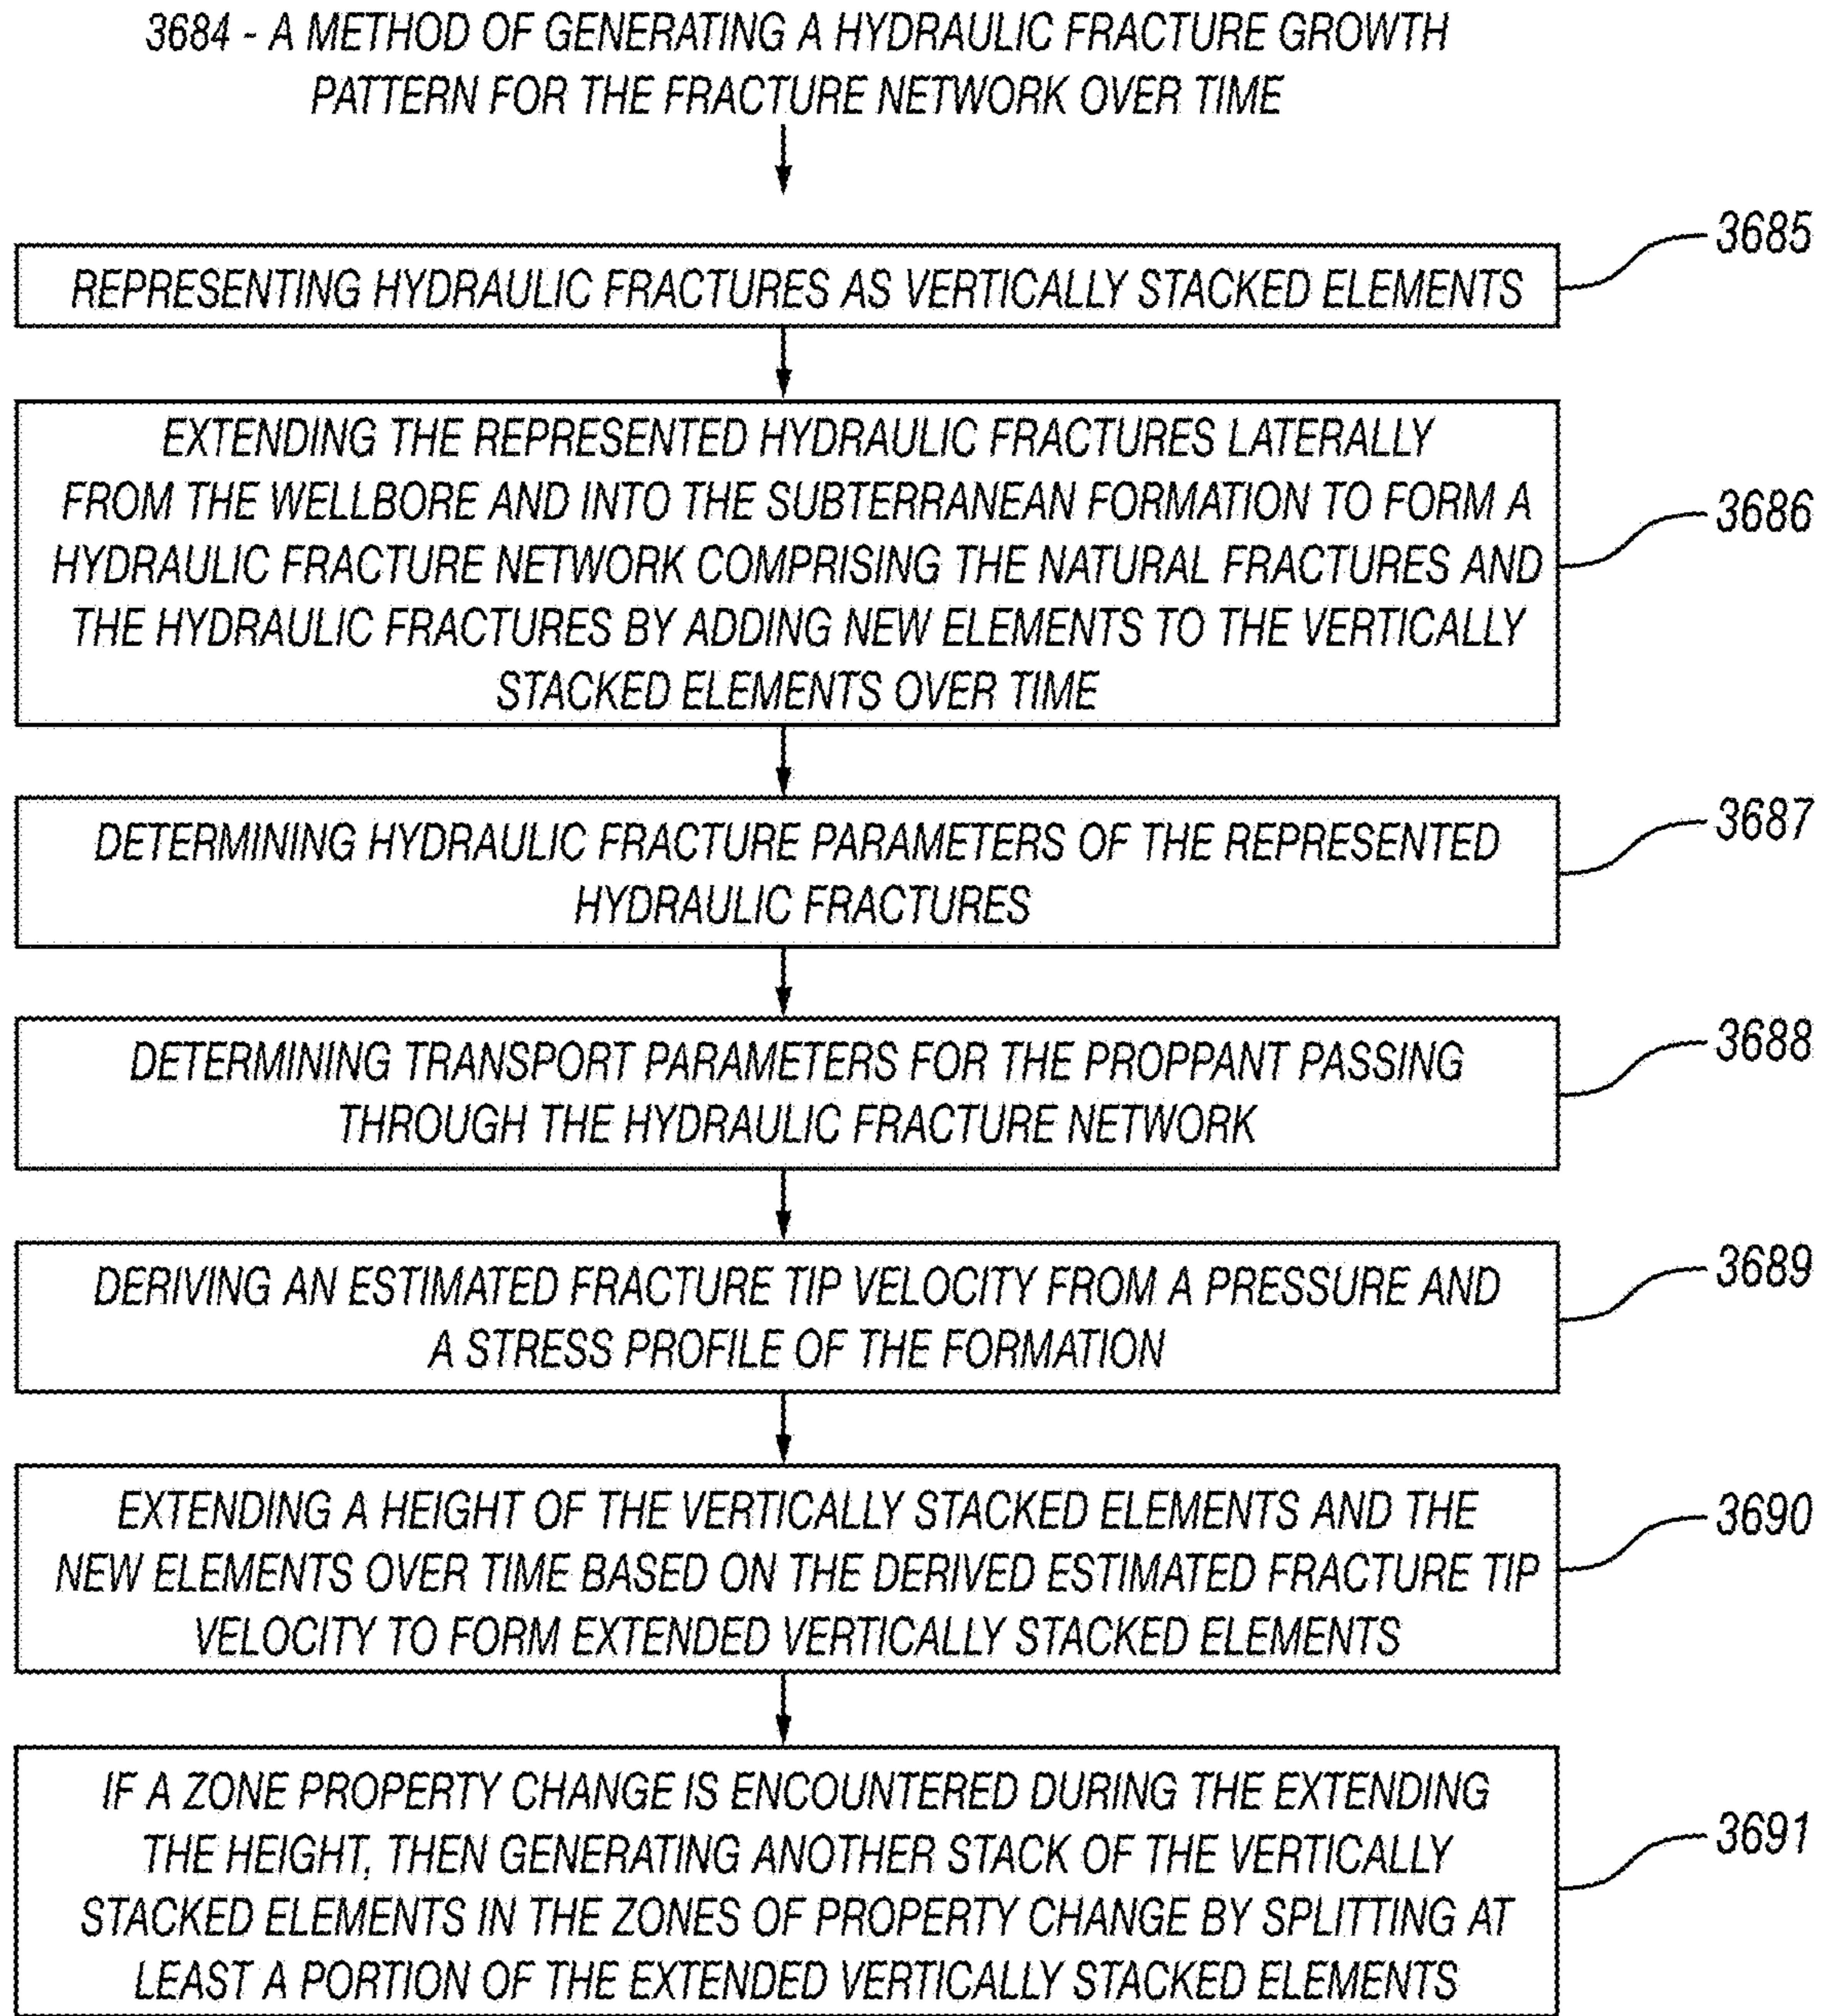 3684 - A METHOD OF GENERATING A HYDRAULIC FRACTURE GROWTH
PATTERN FOR THE FRACTURE NETWORK OVER TIME
3685
REPRESENTING HYDRAULIC FRACTURES AS VERTICALLY STACKED ELEMENTS
EXTENDING THE REPRESENTED HYDRAULIC FRACTURES LATERALLY
FROM THE WELLBORE AND INTO THE SUBTERRANEAN FORMATION TO FORM A
3686
HYDRAULIC FRACTURE NETWORK COMPRISING THE NATURAL FRACTURES AND
THE HYDRAULIC FRACTURES BY ADDING NEW ELEMENTS TO THE VERTICALLY
STACKED ELEMENTS OVER TIME
3687
DETERMINING HYDRAULIC FRACTURE PARAMETERS OF THE REPRESENTED
HYDRAULIC FRACTURES
3688
DETERMINING TRANSPORT PARAMETERS FOR THE PROPPANT PASSING
THROUGH THE HYDRAULIC FRACTURE NETWORK
3689
DERIVING AN ESTIMATED FRACTURE TIP VELOCITY FROM A PRESSURE AND
A STRESS PROFILE OF THE FORMATION
3690
EXTENDING A HEIGHT OF THE VERTICALLY STACKED ELEMENTS AND THE
NEW ELEMENTS OVER TIME BASED ON THE DERIVED ESTIMATED FRACTURE TIP
VELOCITY TO FORM EXTENDED VERTICALLY STACKED ELEMENTS
IF A ZONE PROPERTY CHANGE IS ENCOUNTERED DURING THE EXTENDING
3691
THE HEIGHT, THEN GENERATING ANOTHER STACK OF THE VERTICALLY
STACKED ELEMENTS IN THE ZONES OF PROPERTY CHANGE BY SPLITTING AT
LEAST A PORTION OF THE EXTENDED VERTICALLY STACKED ELEMENTS